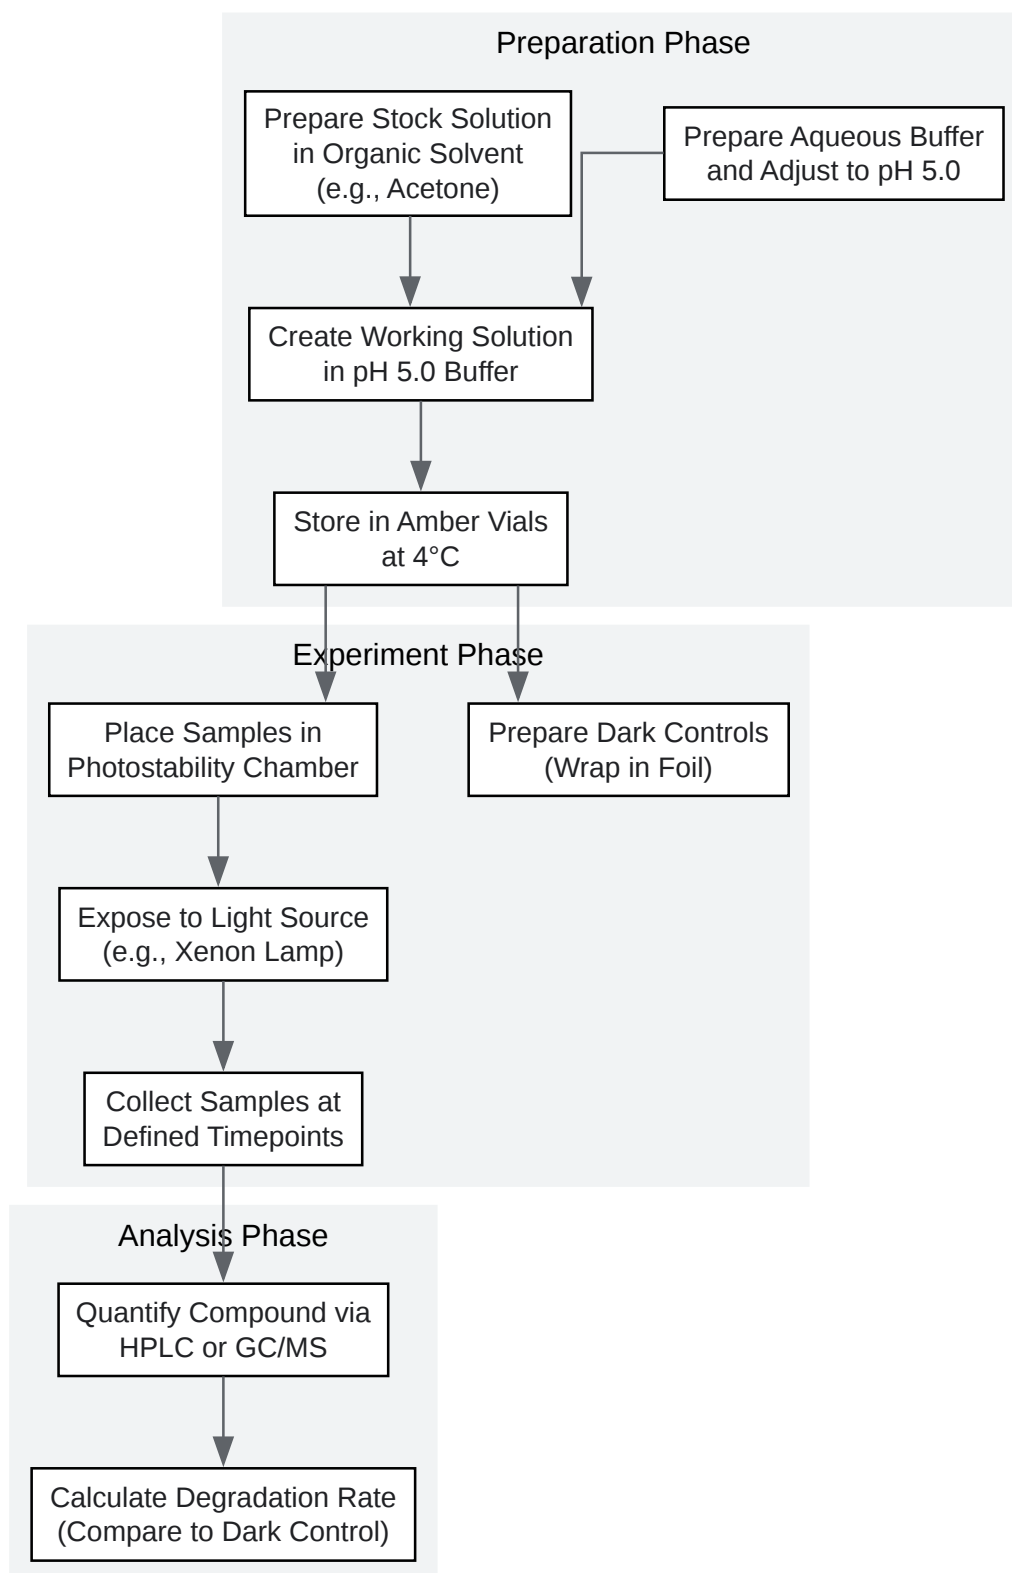 Preparation Phase
Prepare Stock Solution
in Organic Solvent
(e.g., Acetone)
Prepare Aqueous Buffer
and Adjust to pH 5.0
Create Working Solution
in pH 5.0 Buffer
Store in Amber Vials
at 4°C
Experiment Phase
Place Samples in
Photostability Chamber
Prepare Dark Controls
(Wrap in Foil)
Expose to Light Source
(e.g., Xenon Lamp)
Collect Samples at
Defined Timepoints
Analysis Phase
Quantify Compound via
HPLC or GC/MS
Calculate Degradation Rate
(Compare to Dark Control)